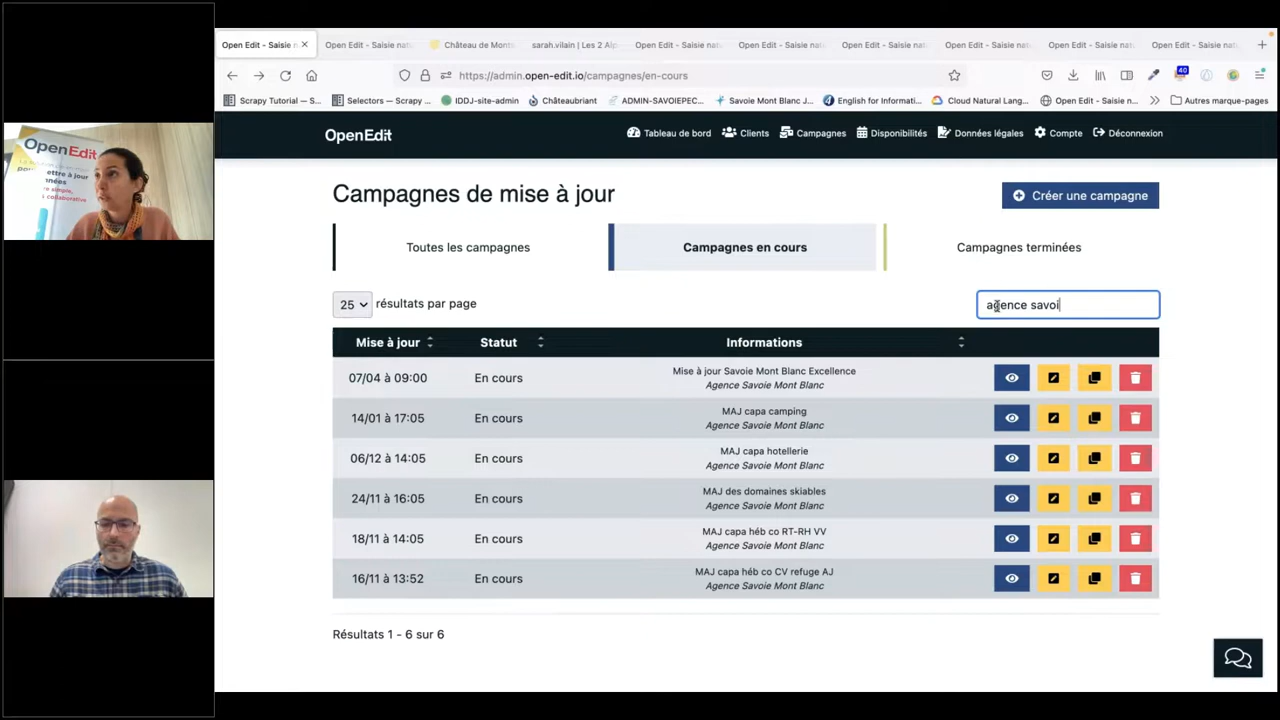 Open Edit - Saisie n
Open Edit - Saisie nat
Château de Monts
sarah.vilain | Les 2 Alp
Open Edit - Saisie nat
Open Edit - Saisie nat
Open Edit - Saisie nat
Open Edit - Saisie nat
Open Edit - Saisie nat
Open Edit - Saisie nat
https://admin.open-edit.io/campagnes/en-cours
40
Scrapy Tutorial — S...
Selectors — Scrapy ...
IDDJ-site-admin
Châteaubriant
ADMIN-SAVOIEPEC...
Savoie Mont Blanc J...
English for Informati...
Cloud Natural Lang...
Open Edit - Saisie n...
Autres marque-pages
OpenEdit
Tableau de bord
Clients
Campagnes
Disponibilités
Données légales
Compte
Déconnexion
OpenEdit
Campagnes de mise à jour
Créer une campagne
Toutes les campagnes
Campagnes en cours
Campagnes terminées
25 résultats par page
agence savoi
Mise à jour Statut Informations
07/04 à 09:00 En cours Mise à jour Savoie Mont Blanc Excellence
Agence Savoie Mont Blanc
14/01 à 17:05 En cours MAJ capa camping
Agence Savoie Mont Blanc
06/12 à 14:05 En cours MAJ capa hotellerie
Agence Savoie Mont Blanc
24/11 à 16:05 En cours MAJ des domaines skiables
Agence Savoie Mont Blanc
18/11 à 14:05 En cours MAJ capa héb co RT-RH VV
Agence Savoie Mont Blanc
16/11 à 13:52 En cours MAJ capa héb co CV refuge AJ
Agence Savoie Mont Blanc
Résultats 1 - 6 sur 6